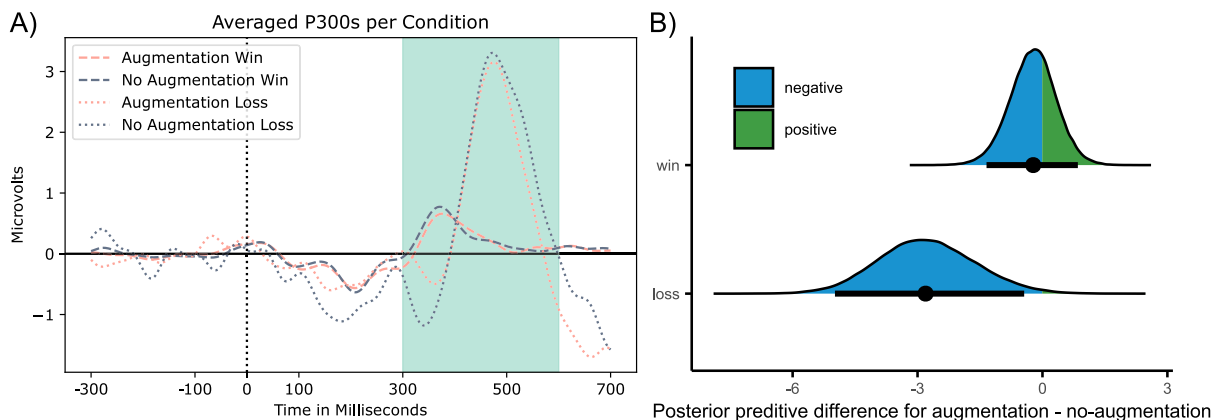 A)
Averaged P300s per Condition
Augmentation Win
No Augmentation Win
Augmentation Loss
No Augmentation Loss
Microvolts
3
2
1
0
−1
-300
-100
0
100
300
500
700
Time in Milliseconds
B)
negative
positive
win
loss
-6
-3
0
3
Posterior preditive difference for augmentation - no-augmentation